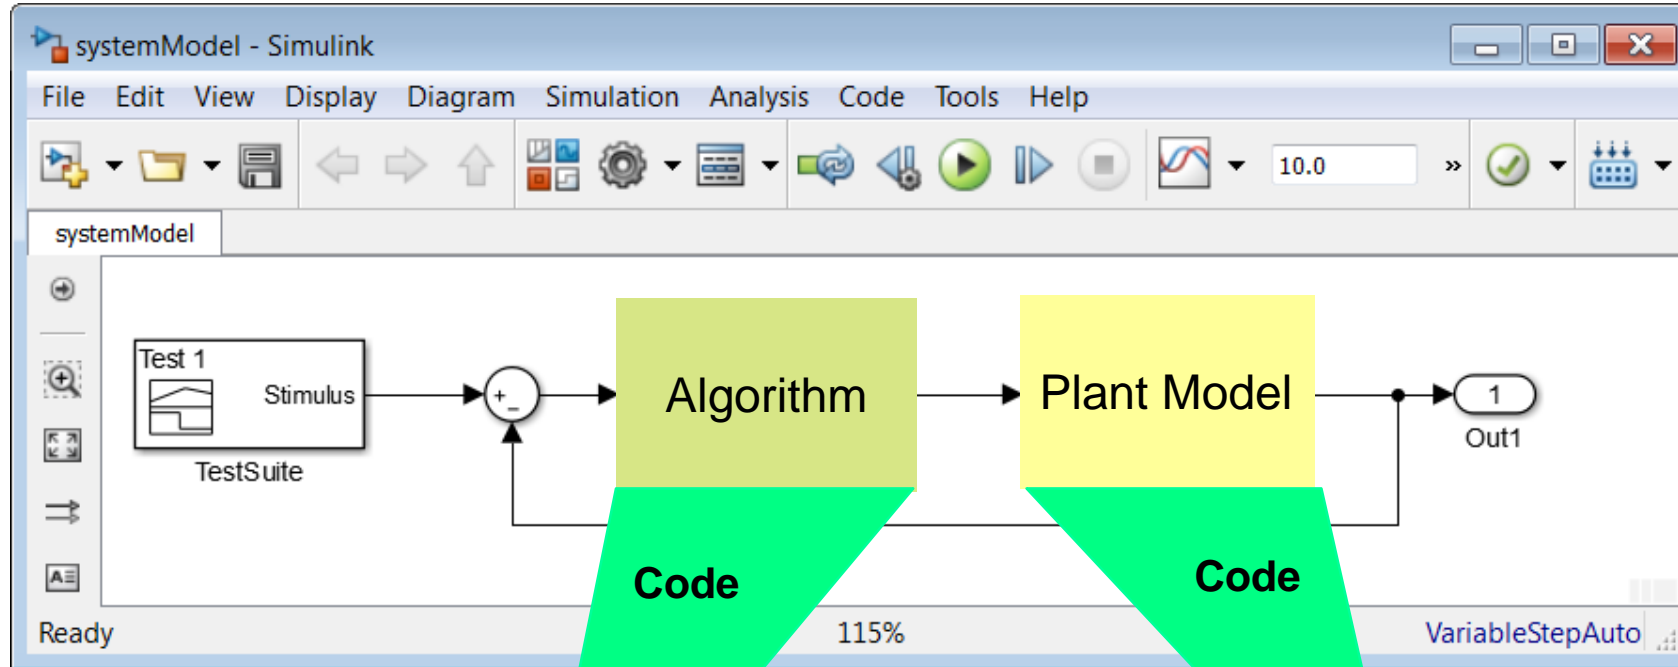 systemModel - Simulink
File Edit View Display Diagram Simulation Analysis Code Tools Help
10.0 »
systemModel
Test 1
Stimulus
TestSuite
+
-
Algorithm
Plant Model
1
Out1
Code
Code
A
Ready 115% VariableStepAuto